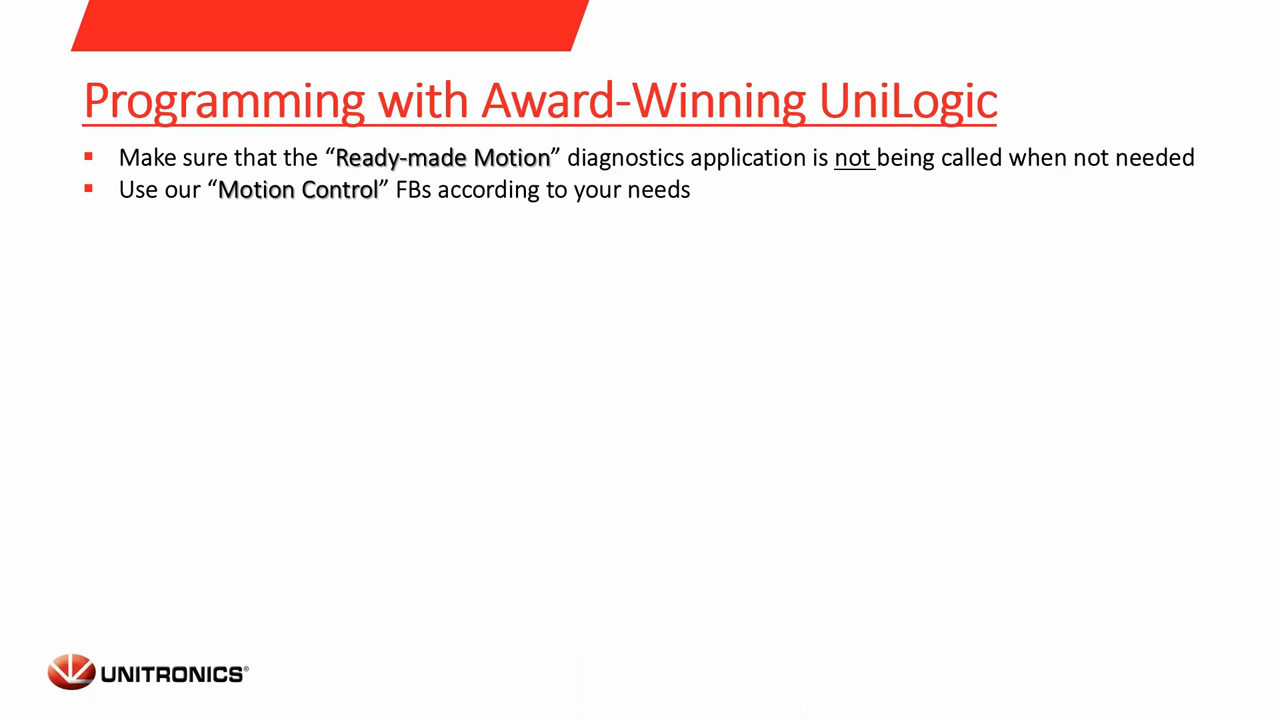 Programming with Award-Winning UniLogic
▪ Make sure that the “Ready-made Motion” diagnostics application is not being called when not needed
▪ Use our “Motion Control” FBs according to your needs
UNITRONICS®